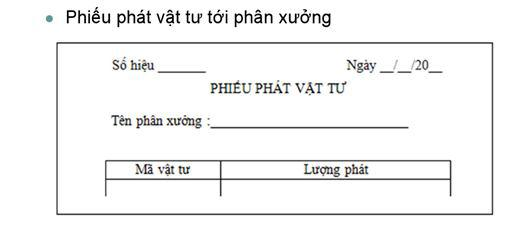 • Phiếu phát vật tư tới phân xưởng
Số hiệu _______ Ngày __/__/20__
PHIẾU PHÁT VẬT TƯ
Tên phân xưởng :______________________________
Mã vật tư Lượng phát